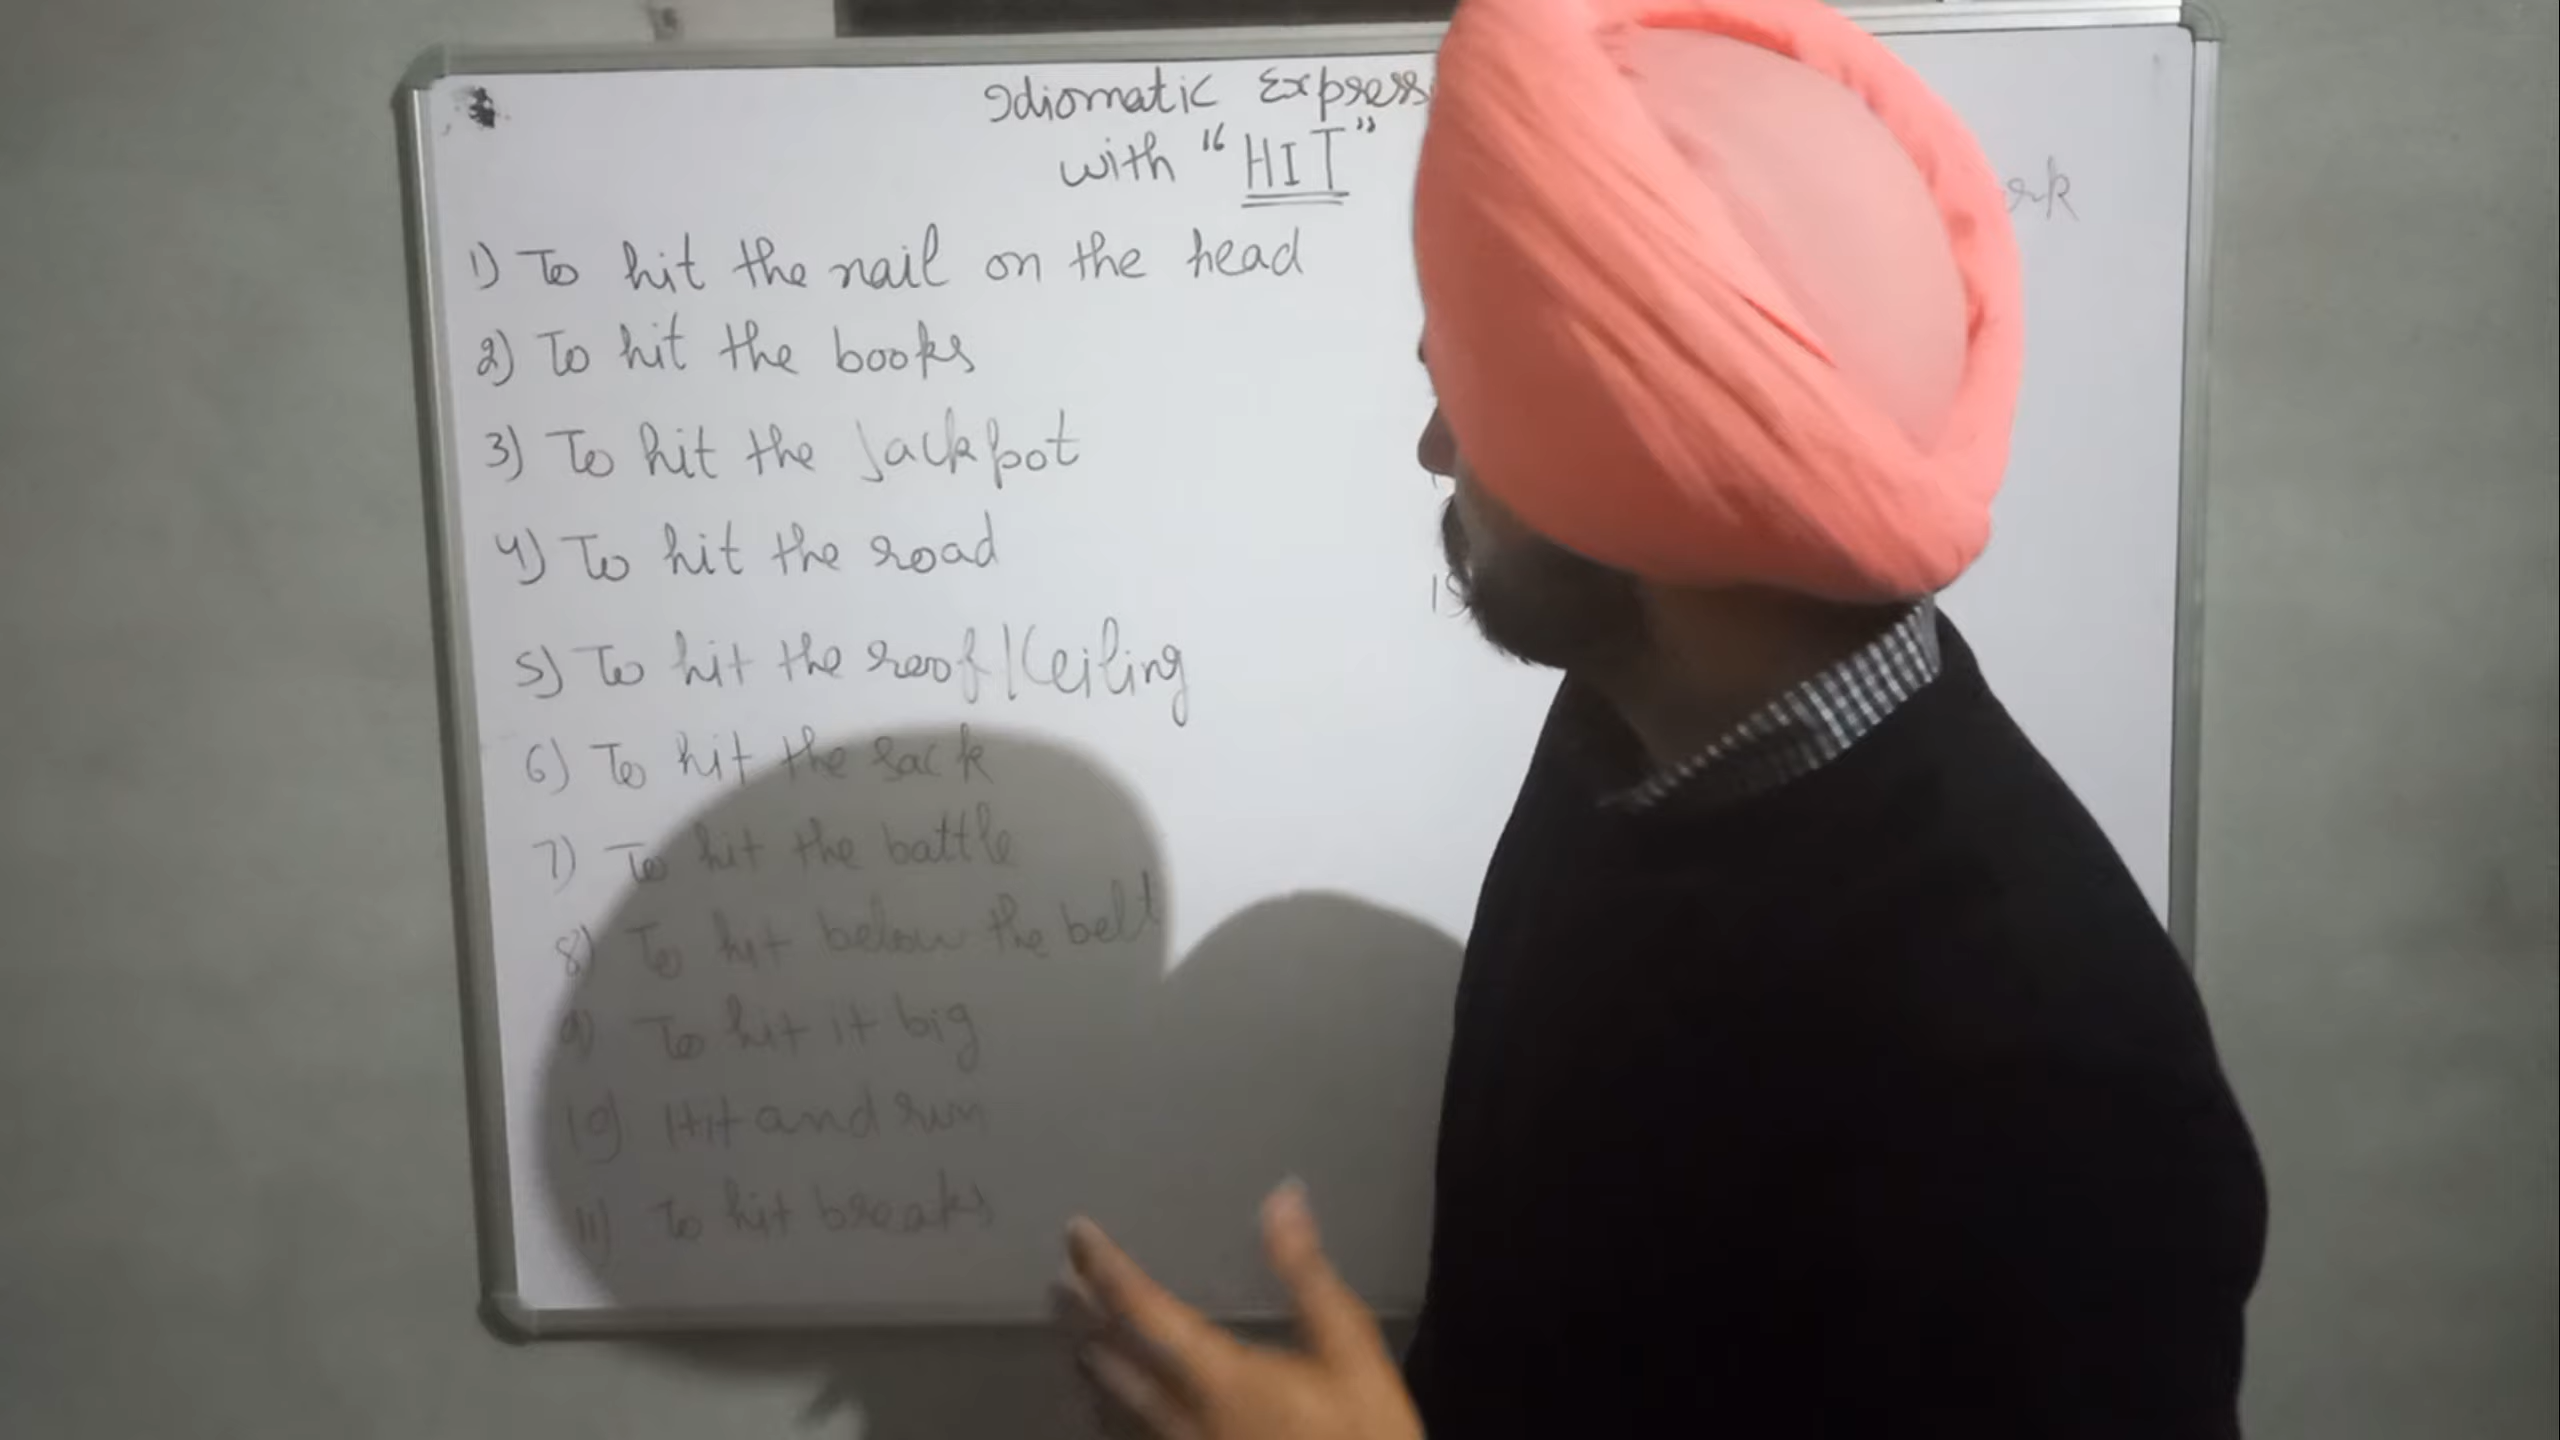 Idiomatic Express
with "HIT"
1) To hit the nail on the head
2) To hit the books
3) To hit the Jackpot
4) To hit the road
5) To hit the roof/Ceiling
6) To hit the sack
7) To hit the battle
8) To hit below the belt
9) To hit it big
10) Hit and run
11) To hit breaks